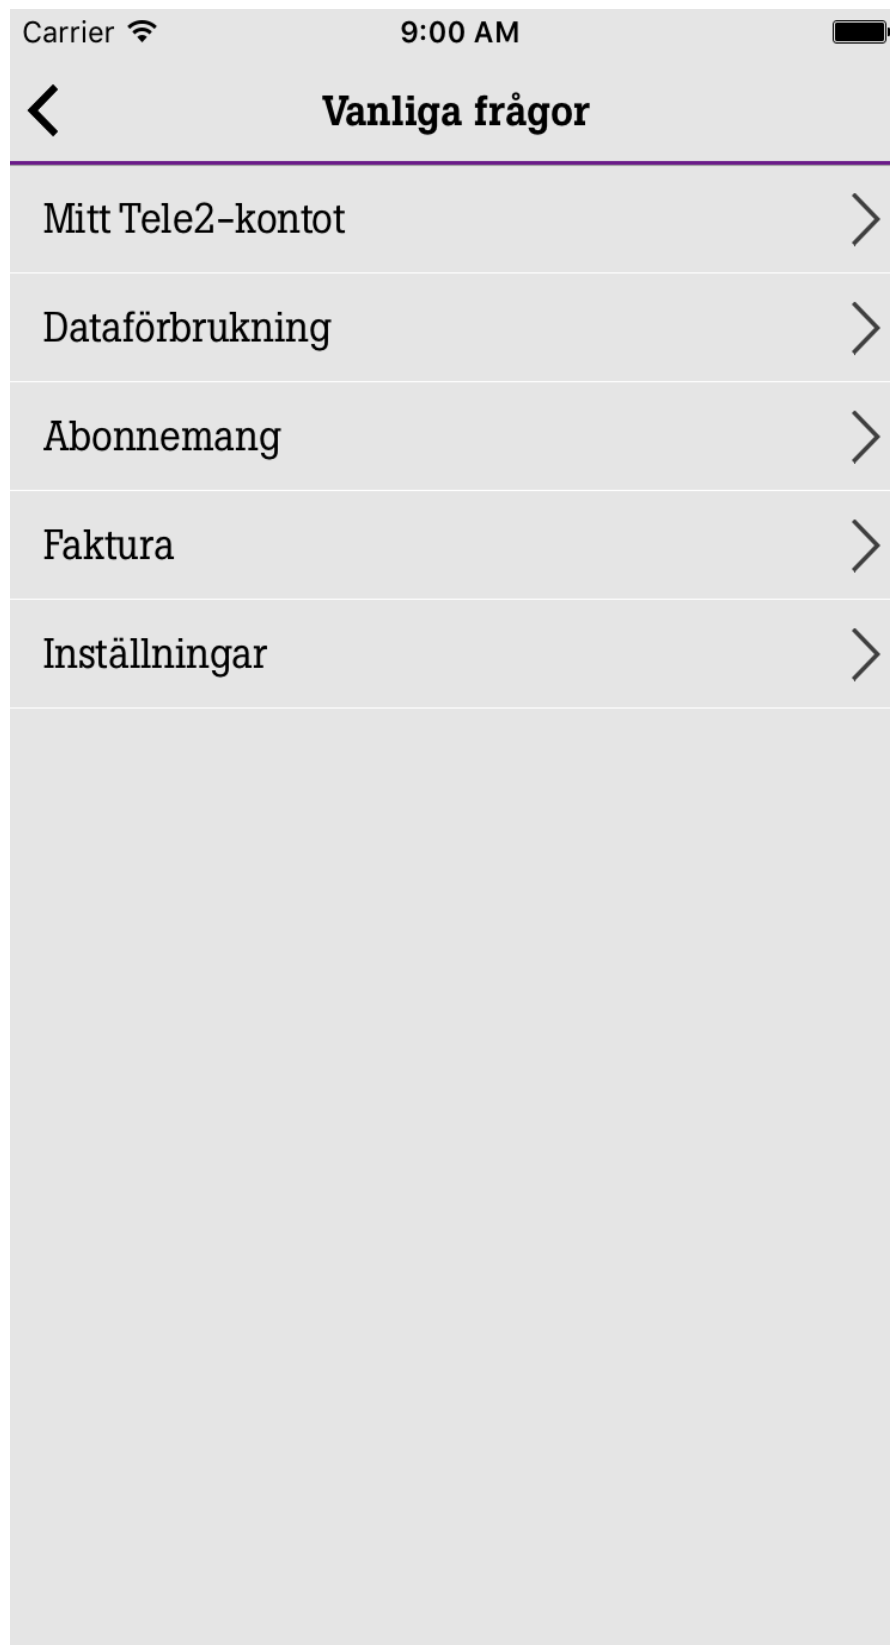 Carrier 9:00 AM
Vanliga frågor
Mitt Tele2-kontot
Dataförbrukning
Abonnemang
Faktura
Inställningar